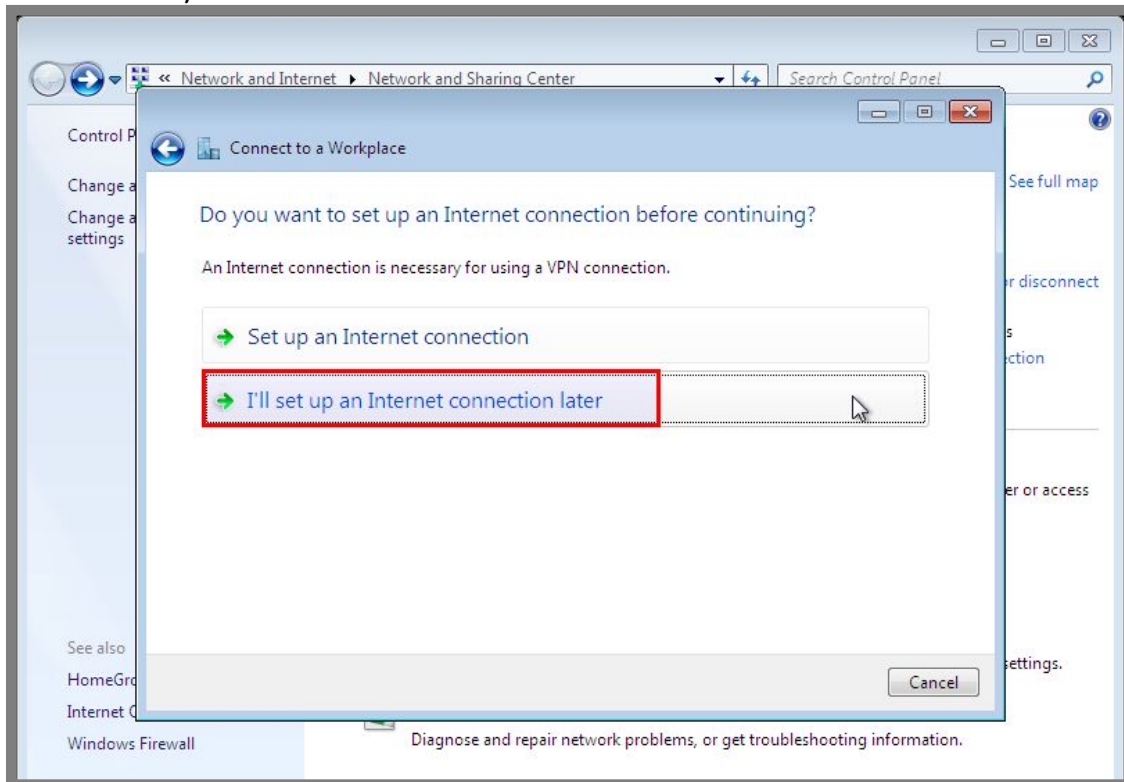 « Network and Internet ▸ Network and Sharing Center
Search Control Panel
Control P
Connect to a Workplace
Change a
See full map
Change a
settings
Do you want to set up an Internet connection before continuing?
An Internet connection is necessary for using a VPN connection.
r disconnect
Set up an Internet connection
s
ction
I'll set up an Internet connection later
er or access
See also
settings.
HomeGro
Cancel
Internet C
Windows Firewall
Diagnose and repair network problems, or get troubleshooting information.